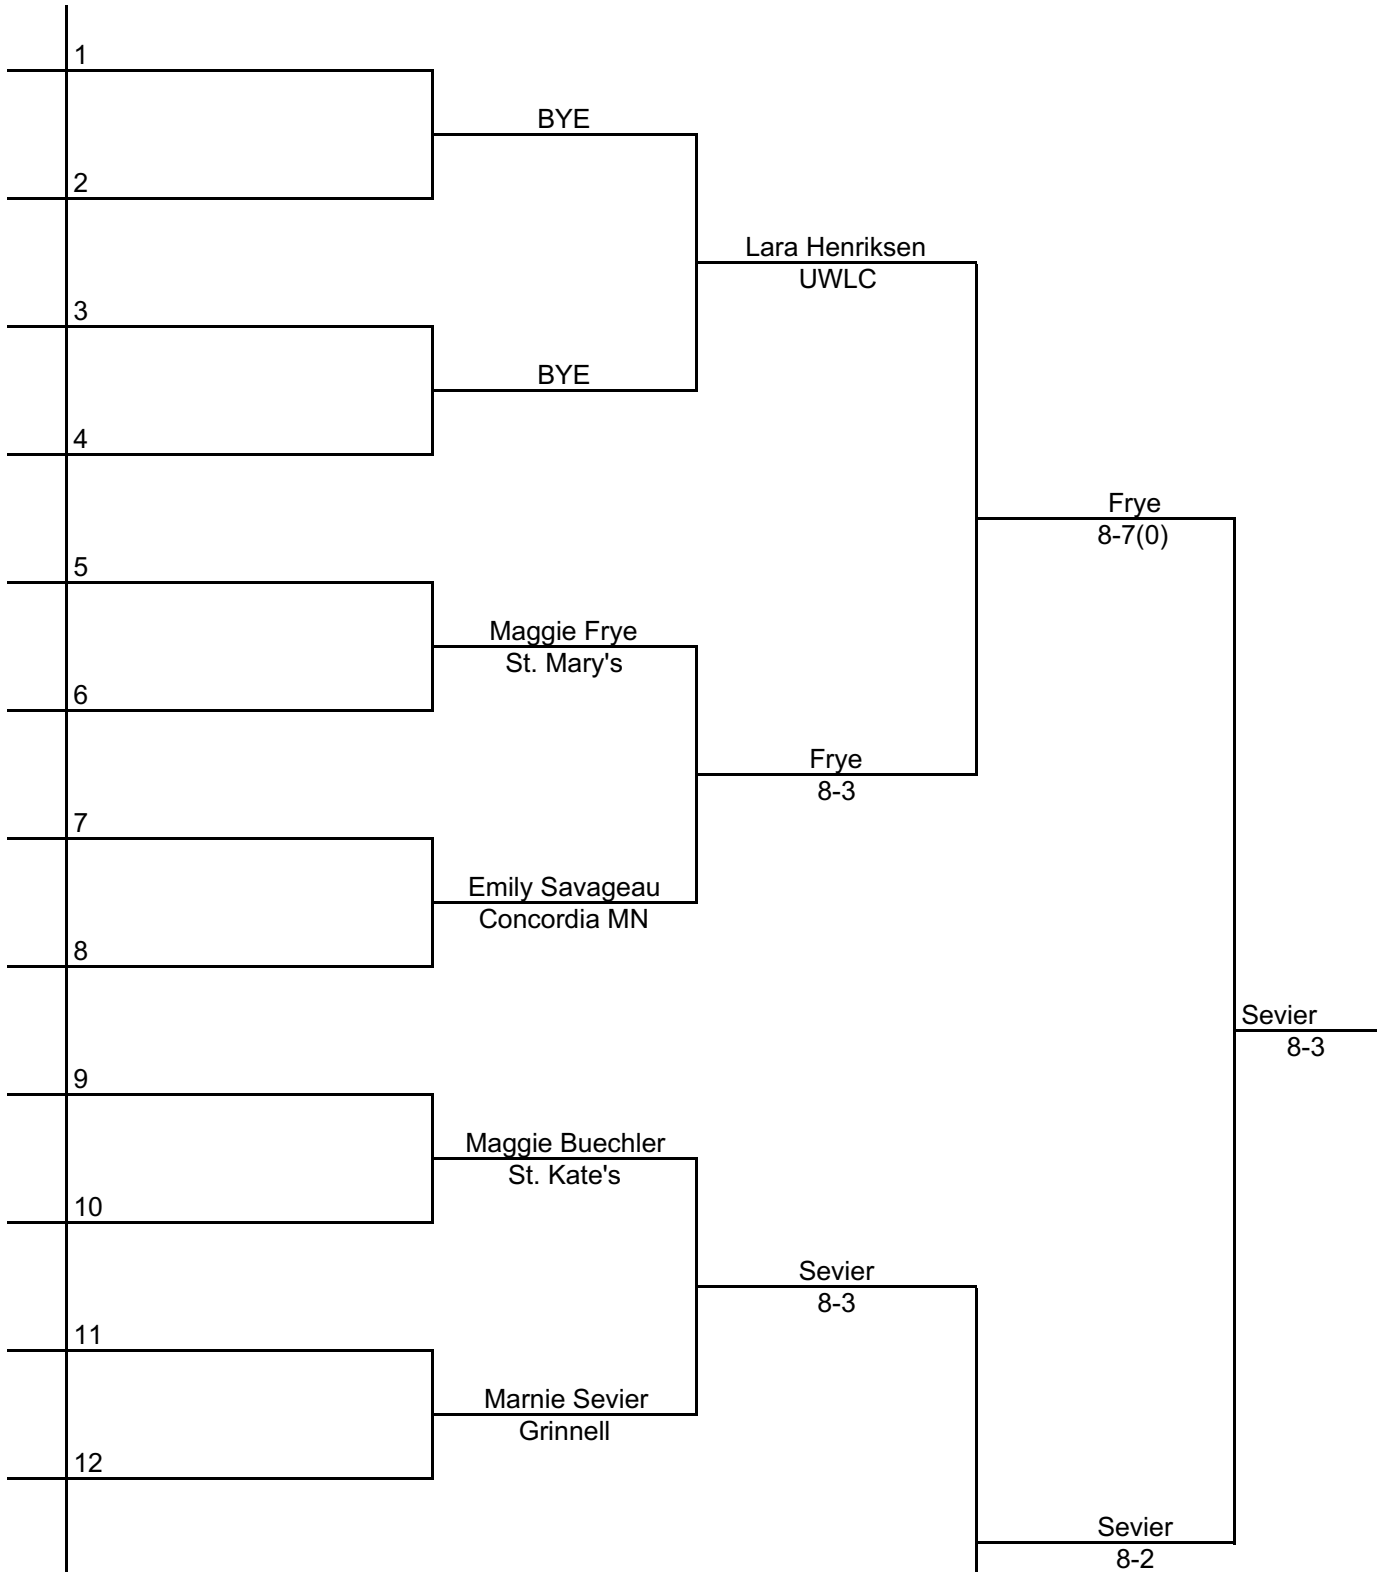 1
BYE
2
Lara Henriksen
UWLC
3
BYE
4
Frye
8-7(0)
5
Maggie Frye
St. Mary's
6
Frye
8-3
7
Emily Savageau
Concordia MN
8
Sevier
8-3
9
Maggie Buechler
St. Kate's
10
Sevier
8-3
11
Marnie Sevier
Grinnell
12
Sevier
8-2